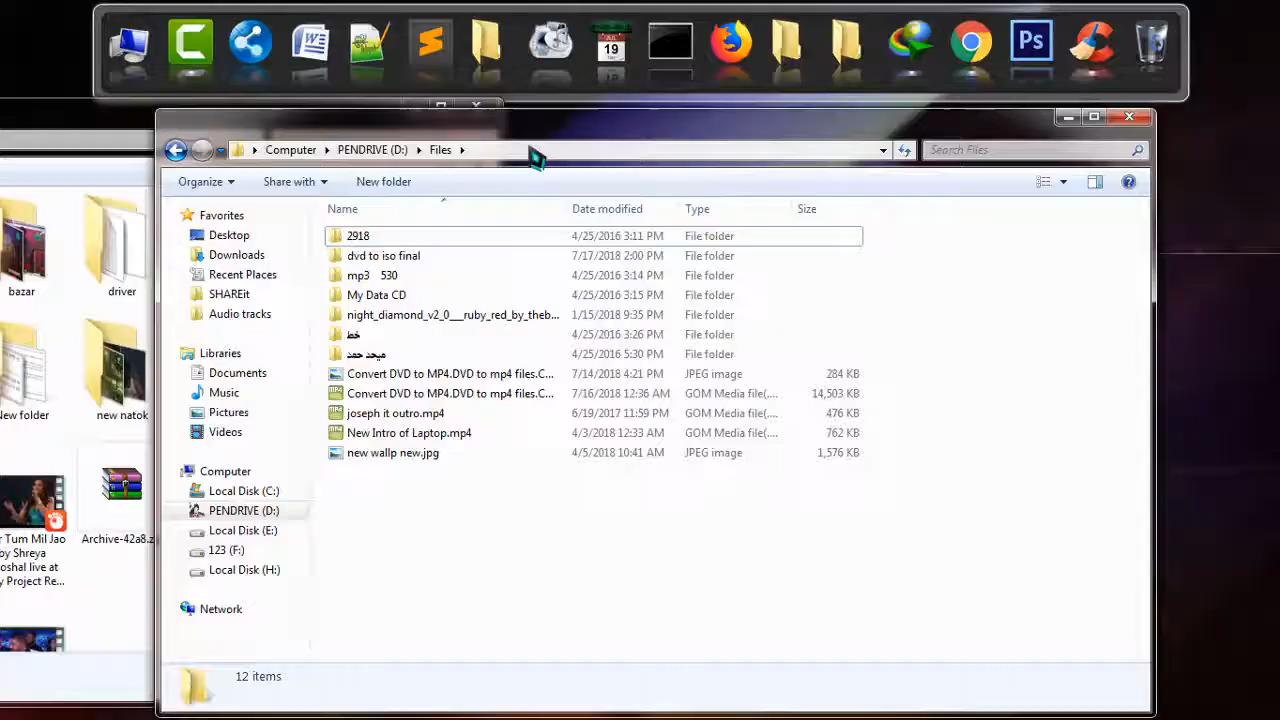 JUL
19
Ps
Computer PENDRIVE (D:) Files
Search Files
Organize Share with New folder
Name Date modified Type Size
Favorites
Desktop
Downloads
Recent Places
SHAREit
Audio tracks
Libraries
Documents
Music
Pictures
Videos
Computer
Local Disk (C:)
PENDRIVE (D:)
Local Disk (E:)
123 (F:)
Local Disk (H:)
Network
2918 4/25/2016 3:11 PM File folder
dvd to iso final 7/17/2018 2:00 PM File folder
mp3 530 4/25/2016 3:14 PM File folder
My Data CD 4/25/2016 3:15 PM File folder
night_diamond_v2_0__ruby_red_by_theb... 1/15/2018 9:35 PM File folder
خط 4/25/2016 3:26 PM File folder
4/25/2016 5:30 PM File folder
Convert DVD to MP4.DVD to mp4 files.C... 7/14/2018 4:21 PM JPEG image 284 KB
Convert DVD to MP4.DVD to mp4 files.C... 7/16/2018 12:36 AM GOM Media file(.... 14,503 KB
joseph it outro.mp4 6/19/2017 11:59 PM GOM Media file(.... 476 KB
New Intro of Laptop.mp4 4/3/2018 12:33 AM GOM Media file(.... 762 KB
new wallp new.jpg 4/5/2018 10:41 AM JPEG image 1,576 KB
12 items
bazar
driver
New folder
new natok
r Tum Mil Jao
by Shreya
oshal live at
y Project Re...
Archive-42a8.z